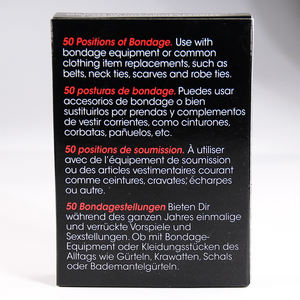 50 Positions of Bondage. Use with
bondage equipment or common
clothing item replacements, such as
belts, neck ties, scarves and robe ties.
50 posturas de bondage. Puedes usar
accesorios de bondage o bien
sustituirlos por prendas y complementos
de vestir corrientes, como cinturones,
corbatas, pañuelos, etc.
50 positions de soumission. À utiliser
avec de l'équipement de soumission
ou des articles vestimentaires courant
comme ceintures, cravates, écharpes
ou autre.
50 Bondagestellungen Bieten Dir
während des ganzen Jahres einmalige
und verrückte Vorspiele und
Sexstellungen. Ob mit Bondage-
Equipment oder Kleidungsstücken des
Alltags wie Gürteln, Krawatten, Schals
oder Bademantelgürteln.